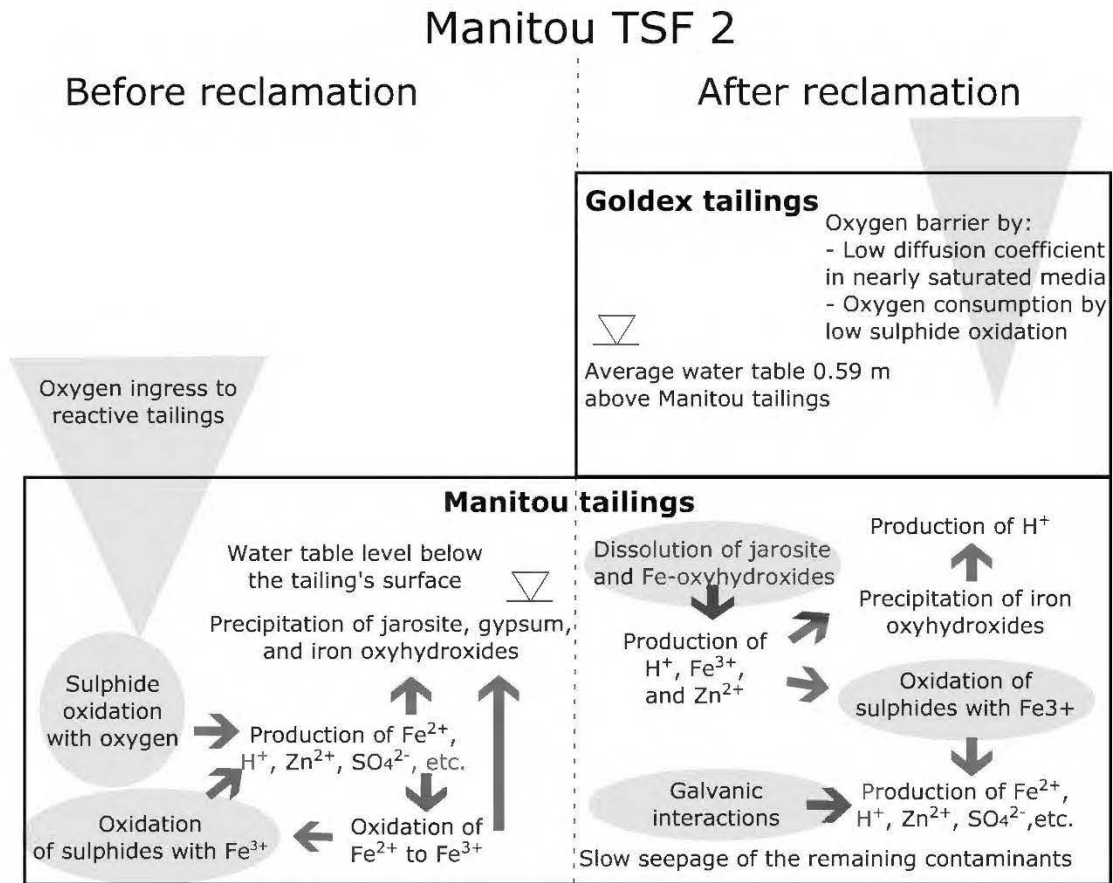 Manitou TSF 2
Before reclamation
After reclamation
Goldex tailings
Oxygen barrier by:
- Low diffusion coefficient
in nearly saturated media
- Oxygen consumption by
low sulphide oxidation
Average water table 0.59 m
above Manitou tailings
Oxygen ingress to
reactive tailings
Manitou tailings
Water table level below
the tailing's surface
Precipitation of jarosite, gypsum,
and iron oxyhydroxides
Sulphide
oxidation
with oxygen
Production of Fe²⁺,
H⁺, Zn²⁺, SO₄²⁻, etc.
Oxidation
of sulphides with Fe³⁺
Oxidation of
Fe²⁺ to Fe³⁺
Dissolution of jarosite
and Fe-oxyhydroxides
Production of
H⁺, Fe³⁺,
and Zn²⁺
Production of H⁺
Precipitation of iron
oxyhydroxides
Oxidation of
sulphides with Fe3+
Galvanic
interactions
Production of Fe²⁺,
H⁺, Zn²⁺, SO₄²⁻,etc.
Slow seepage of the remaining contaminants